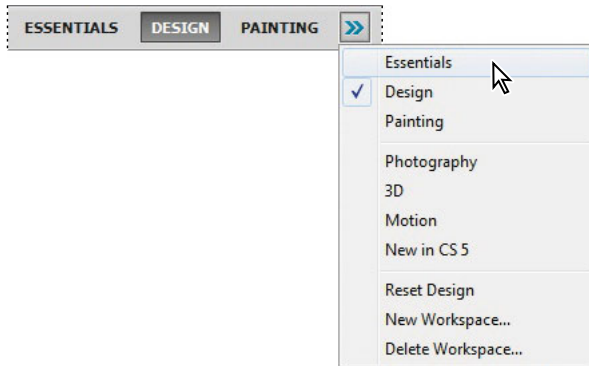 ESSENTIALS DESIGN PAINTING
Essentials
Design
Painting
Photography
3D
Motion
New in CS 5
Reset Design
New Workspace...
Delete Workspace...